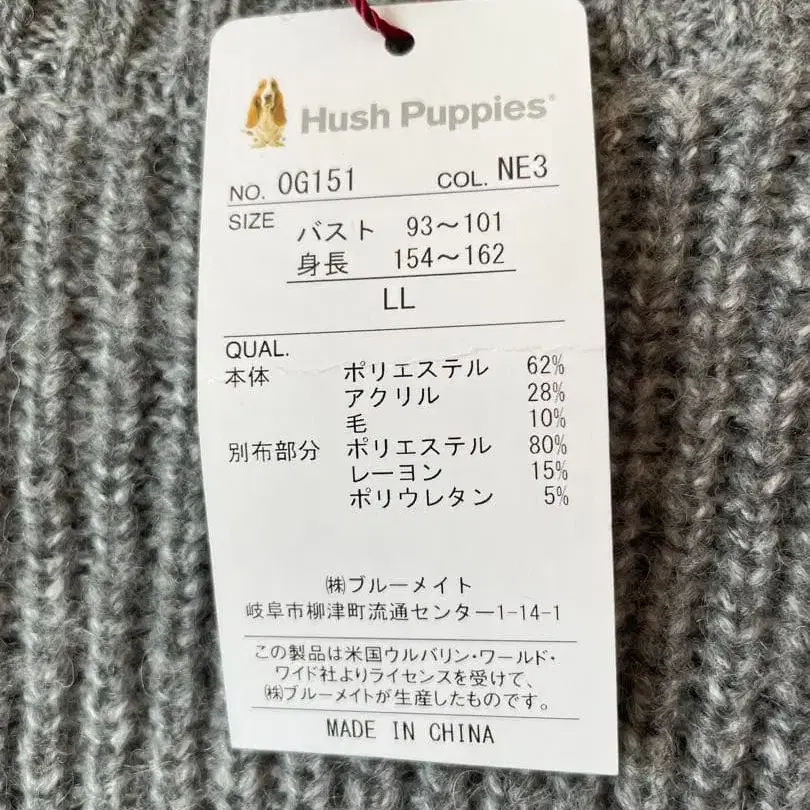 Hush Puppies®
NO. 0G151 COL. NE3
SIZE
バスト 93～101
身長 154～162
LL
QUAL.
本体 ポリエステル 62%
アクリル 28%
毛 10%
別布部分 ポリエステル 80%
レーヨン 15%
ポリウレタン 5%
㈱ブルーメイト
岐阜市柳津町流通センター1-14-1
この製品は米国ウルバリン・ワールド・
ワイド社よりライセンスを受けて、
㈱ブルーメイトが生産したものです。
MADE IN CHINA